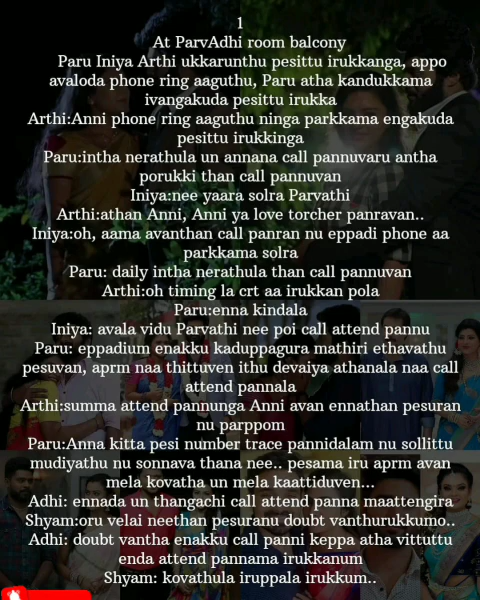 1
At ParvAdhi room balcony
Paru Iniya Arthi ukkarunthu pesittu irukkanga, appo
avaloda phone ring aaguthu, Paru atha kandukkama
ivangakuda pesittu irukka
Arthi:Anni phone ring aaguthu ninga parkkama engakuda
pesittu irukkinga
Paru:intha nerathula un annana call pannuvaru antha
porukki than call pannuvan
Iniya:nee yaara solra Parvathi
Arthi:athan Anni, Anni ya love torcher panravan..
Iniya:oh, aama avanthan call panran nu eppadi phone aa
parkkama solra
Paru: daily intha nerathula than call pannuvan
Arthi:oh timing la crt aa irukkan pola
Paru:enna kindala
Iniya: avala vidu Parvathi nee poi call attend pannu
Paru: eppadium enakku kaduppagura mathiri ethavathu
pesuvan, aprm naa thittuven ithu devaiya athanala naa call
attend pannala
Arthi:summa attend pannunga Anni avan ennathan pesuran
nu parppom
Paru:Anna kitta pesi number trace pannidalam nu sollittu
mudiyathu nu sonnava thana nee.. pesama iru aprm avan
mela kovatha un mela kaattiduven...
Adhi: ennada un thangachi call attend panna maattengira
Shyam:oru velai neethan pesuranu doubt vanthurukkumo..
Adhi: doubt vantha enakku call panni keppa atha vittuttu
enda attend pannama irukkanum
Shyam: kovathula iruppala irukkum..